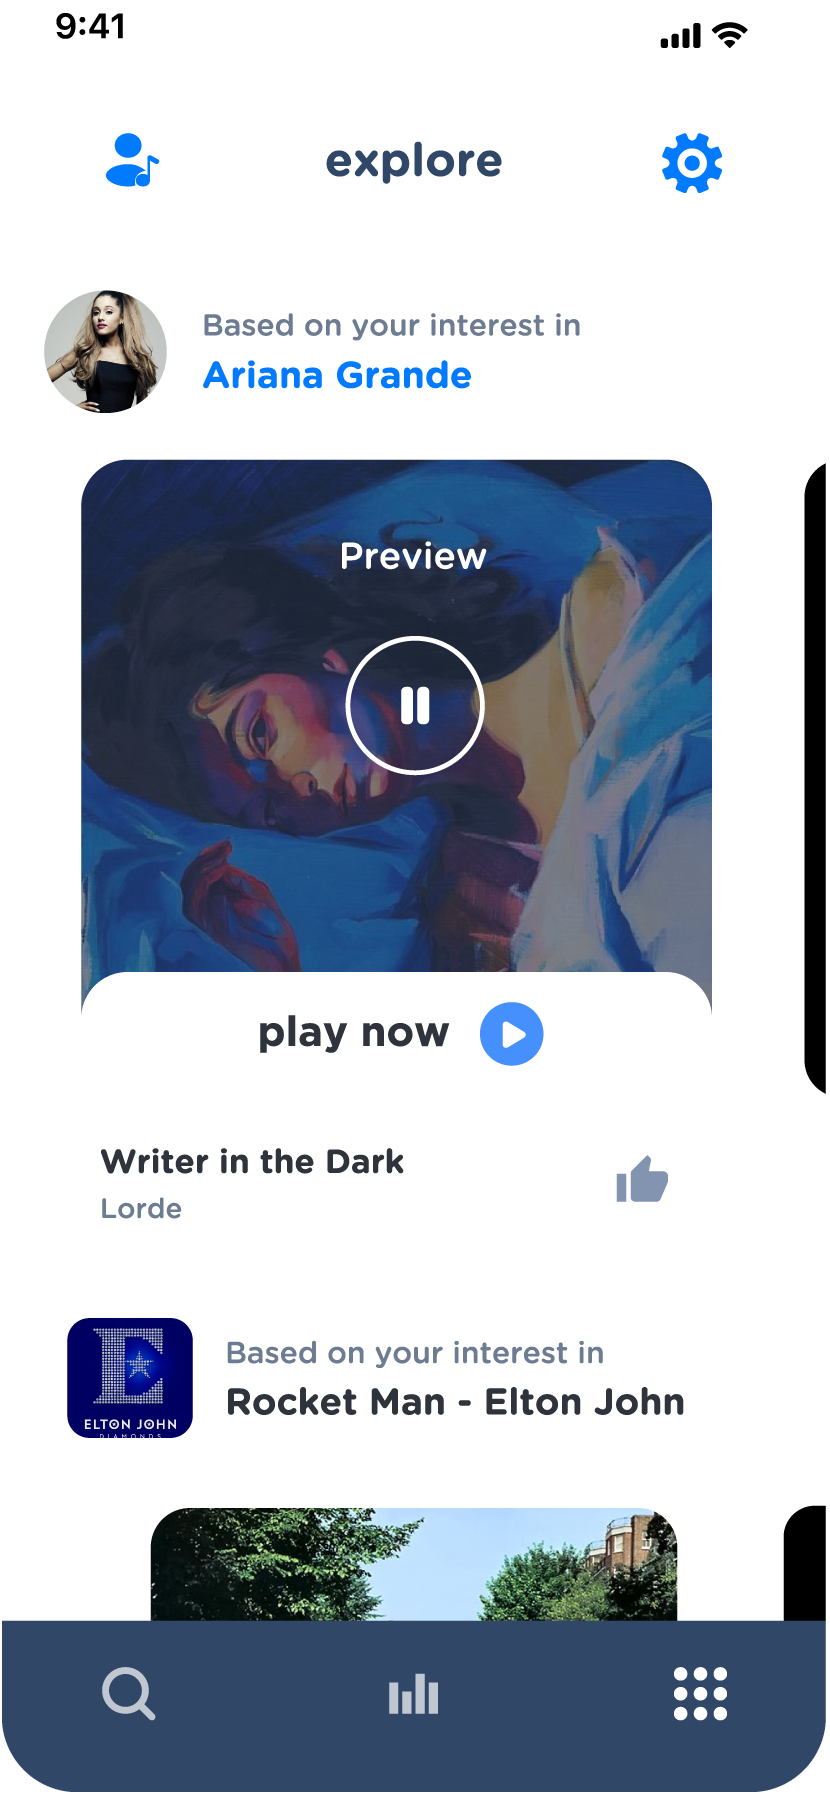 9:41
explore
Based on your interest in
Ariana Grande
Preview
play now
Writer in the Dark
Lorde
Based on your interest in
Rocket Man - Elton John
E
ELTON JOHN
DIAMONDS